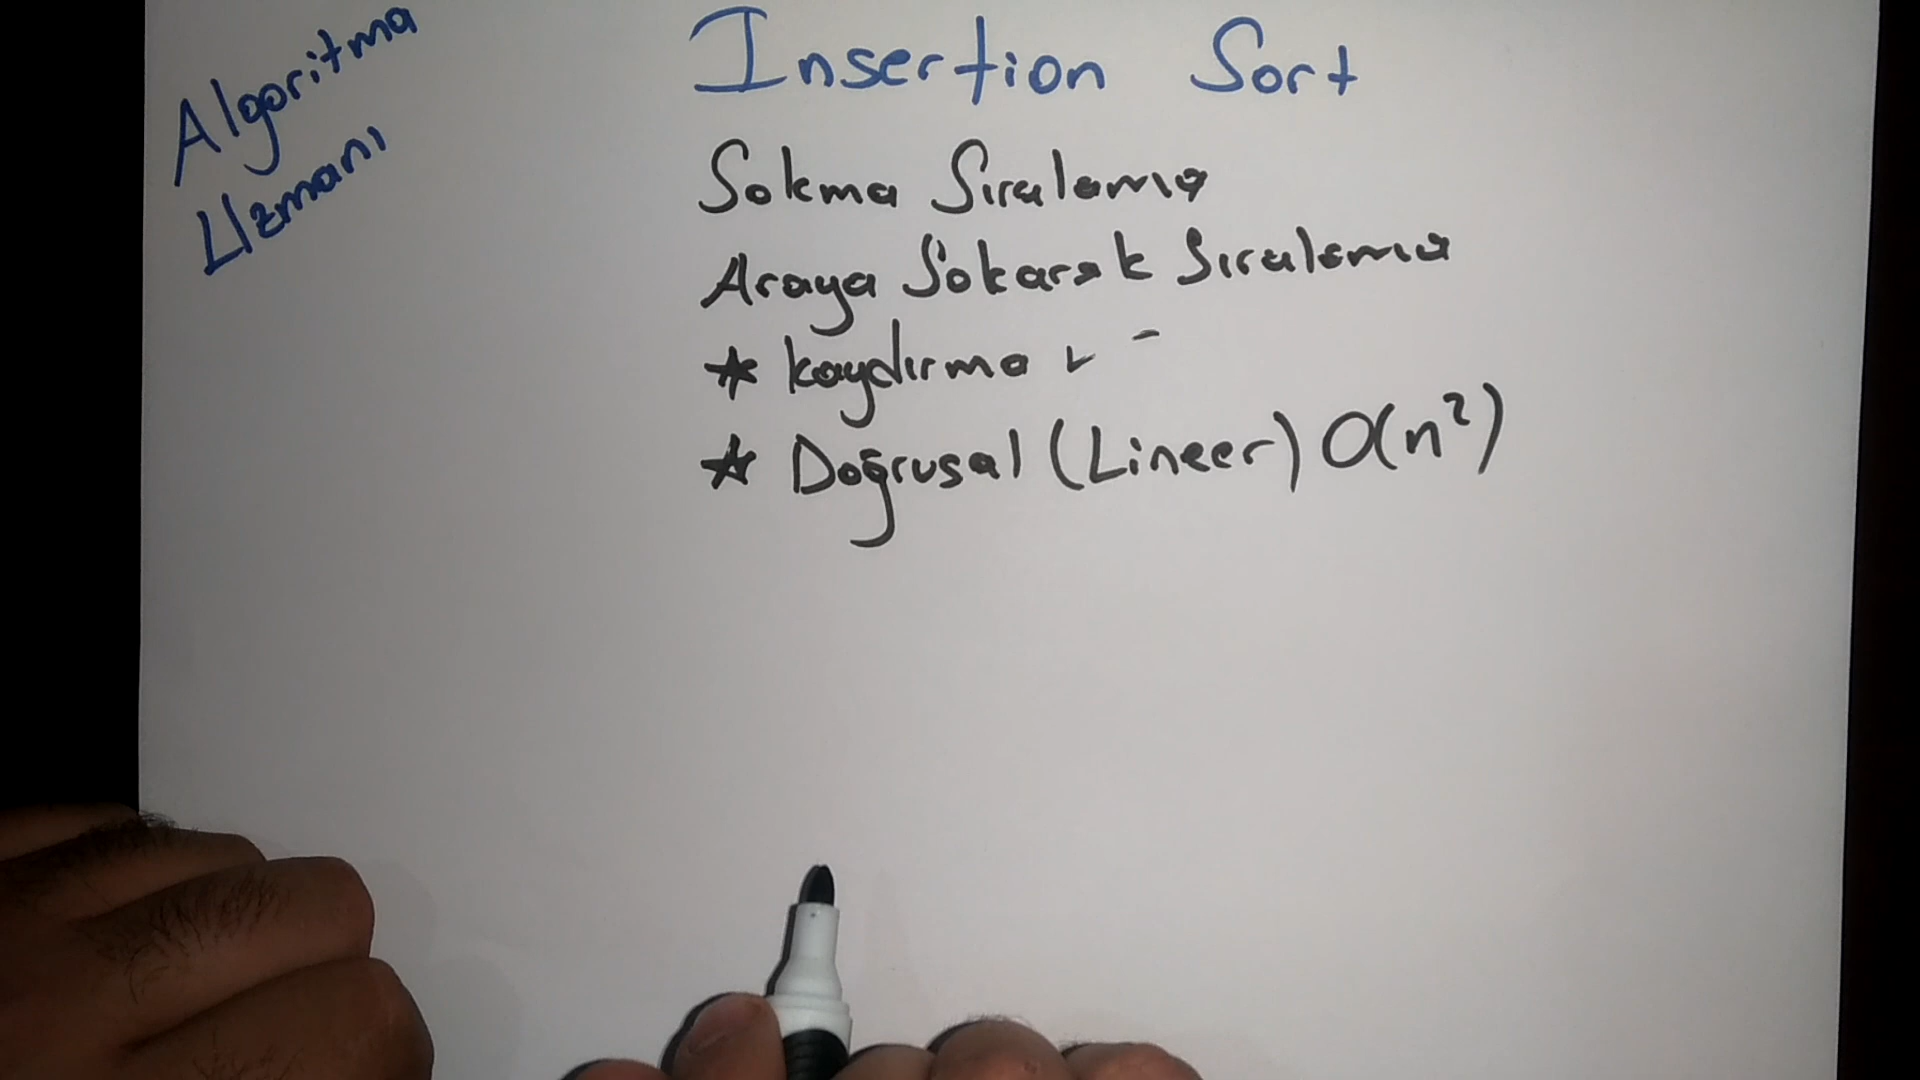 Algoritma
Uzmanı
Insertion Sort
Sokma Sıralama
Araya Sokarak Sıralama
* Kaydırma ✓ -
* Doğrusal (Lineer) O(n²)